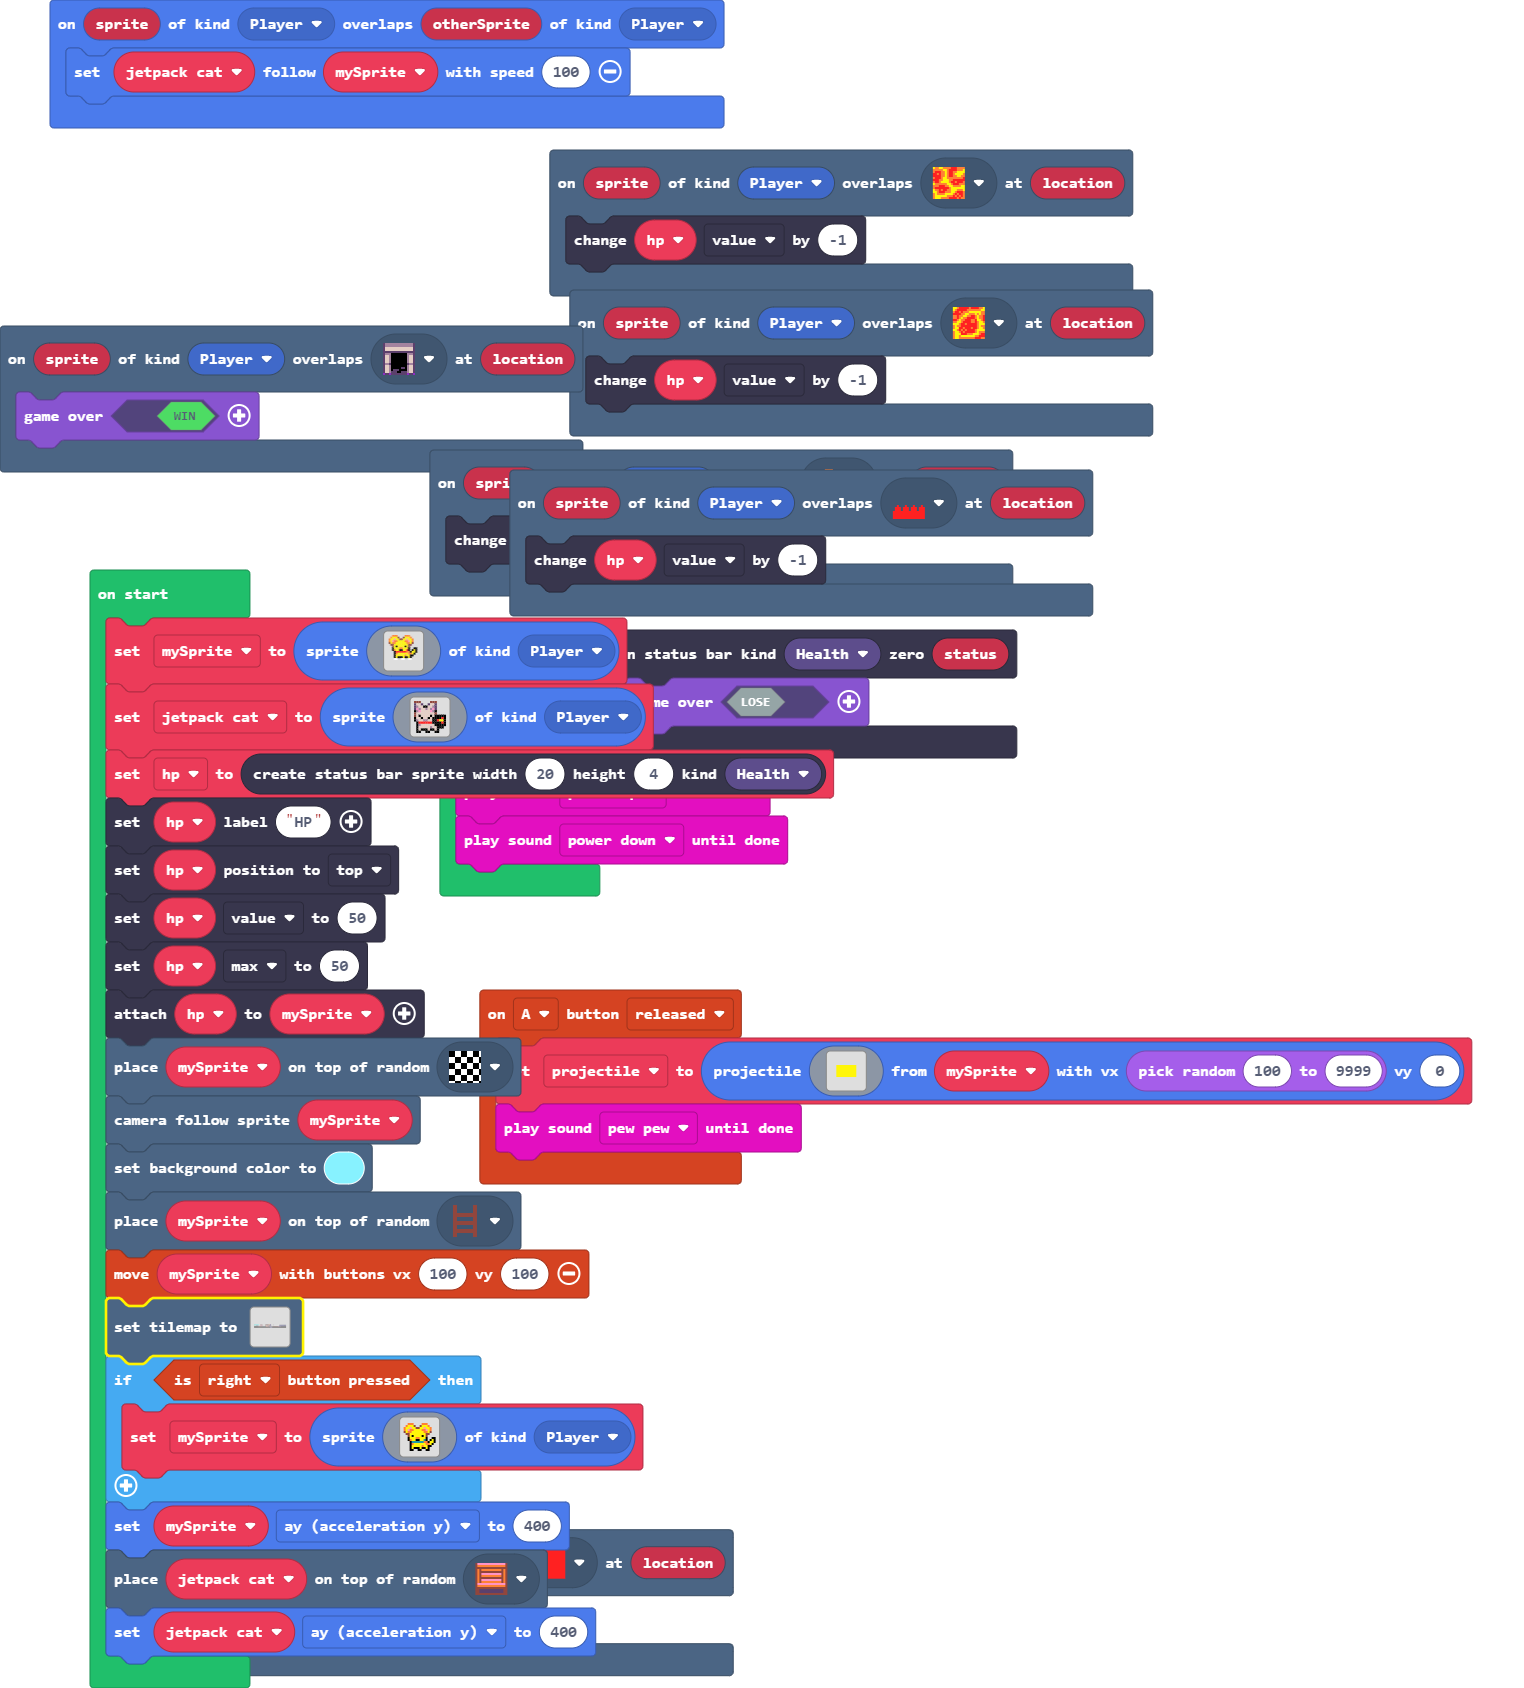 on sprite of kind Player overlaps otherSprite of kind Player
set jetpack cat follow mySprite with speed 100
on sprite of kind Player overlaps at location
change hp value by -1
on sprite of kind Player overlaps at location
change hp value by -1
on sprite of kind Player overlaps at location
game over WIN
on
change
on sprite of kind Player overlaps at location
change hp value by -1
on start
set mySprite to sprite of kind Player
status bar kind Health zero status
set jetpack cat to sprite of kind Player
over LOSE
set hp to create status bar sprite width 20 height 4 kind Health
set hp label "HP"
play sound power down until done
set hp position to top
set hp value to 50
set hp max to 50
attach hp to mySprite
on A button released
place mySprite on top of random
projectile to projectile from mySprite with vx pick random 100 to 9999 vy 0
camera follow sprite mySprite
play sound pew pew until done
set background color to
place mySprite on top of random
move mySprite with buttons vx 100 vy 100
set tilemap to
if is right button pressed then
set mySprite to sprite of kind Player
set mySprite ay (acceleration y) to 400
at location
place jetpack cat on top of random
set jetpack cat ay (acceleration y) to 400